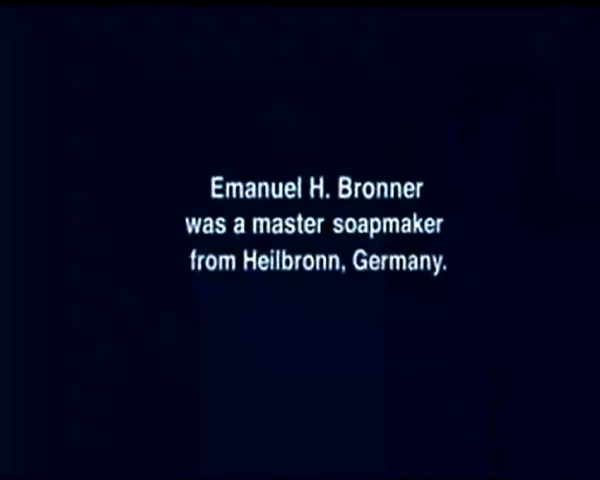 Emanuel H. Bronner
was a master soapmaker
from Heilbronn, Germany.